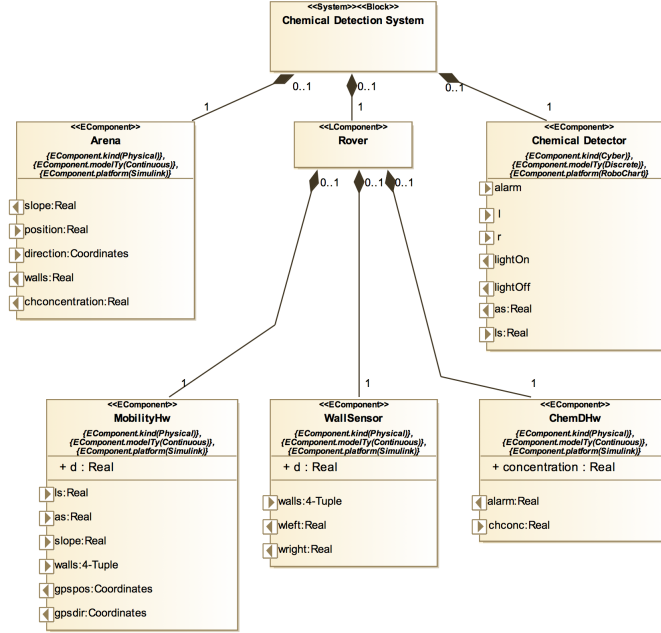 <<System>><<Block>>
Chemical Detection System
0..1
0..1
0..1
1
1
1
<<EComponent>>
Arena
{EComponent.kind(Physical)},
{EComponent.modelTy(Continuous)},
{EComponent.platform(Simulink)}
slope:Real
position:Real
direction:Coordinates
walls:Real
chconcentration:Real
<<LComponent>>
Rover
0..1
0..1
0..1
<<EComponent>>
Chemical Detector
{EComponent.kind(Cyber)},
{EComponent.modelTy(Discrete)},
{EComponent.platform(RoboChart)}
alarm
l
r
lightOn
lightOff
as:Real
ls:Real
1
1
1
<<EComponent>>
MobilityHw
{EComponent.kind(Physical)},
{EComponent.modelTy(Continuous)},
{EComponent.platform(Simulink)}
+ d : Real
ls:Real
as:Real
slope:Real
walls:4-Tuple
gpspos:Coordinates
gpsdir:Coordinates
<<EComponent>>
WallSensor
{EComponent.kind(Physical)},
{EComponent.modelTy(Continuous)},
{EComponent.platform(Simulink)}
+ d : Real
walls:4-Tuple
wleft:Real
wright:Real
<<EComponent>>
ChemDHw
{EComponent.kind(Physical)},
{EComponent.modelTy(Continuous)},
{EComponent.platform(Simulink)}
+ concentration : Real
alarm:Real
chconc:Real